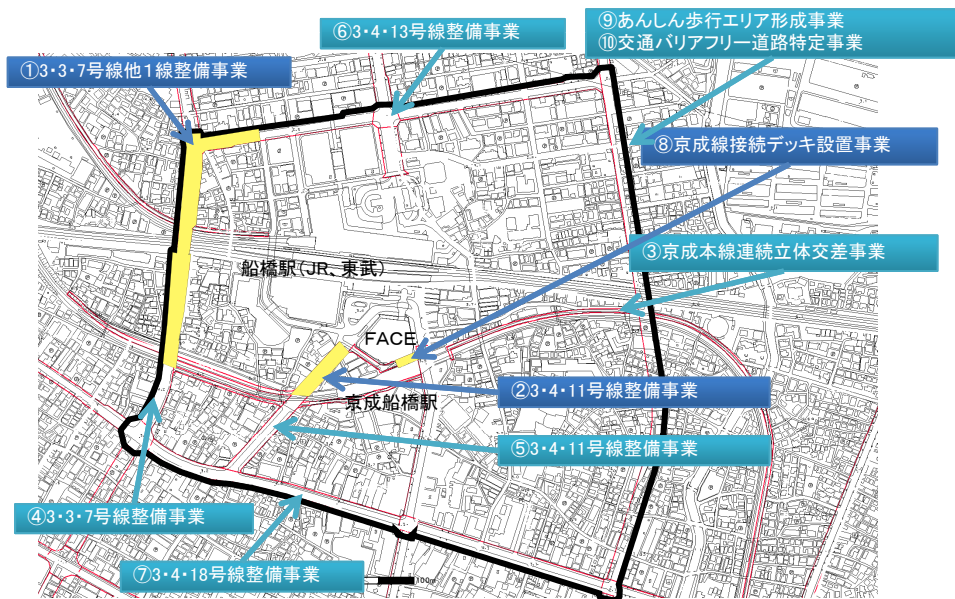 ⑥3・4・13号線整備事業
⑨あんしん歩行エリア形成事業
⑩交通バリアフリー道路特定事業
①3・3・7号線他１線整備事業
⑧京成線接続デッキ設置事業
③京成本線連続立体交差事業
船橋駅(JR、東武)
FACE
②3・4・11号線整備事業
京成船橋駅
⑤3・4・11号線整備事業
④3・3・7号線整備事業
⑦3・4・18号線整備事業
100m